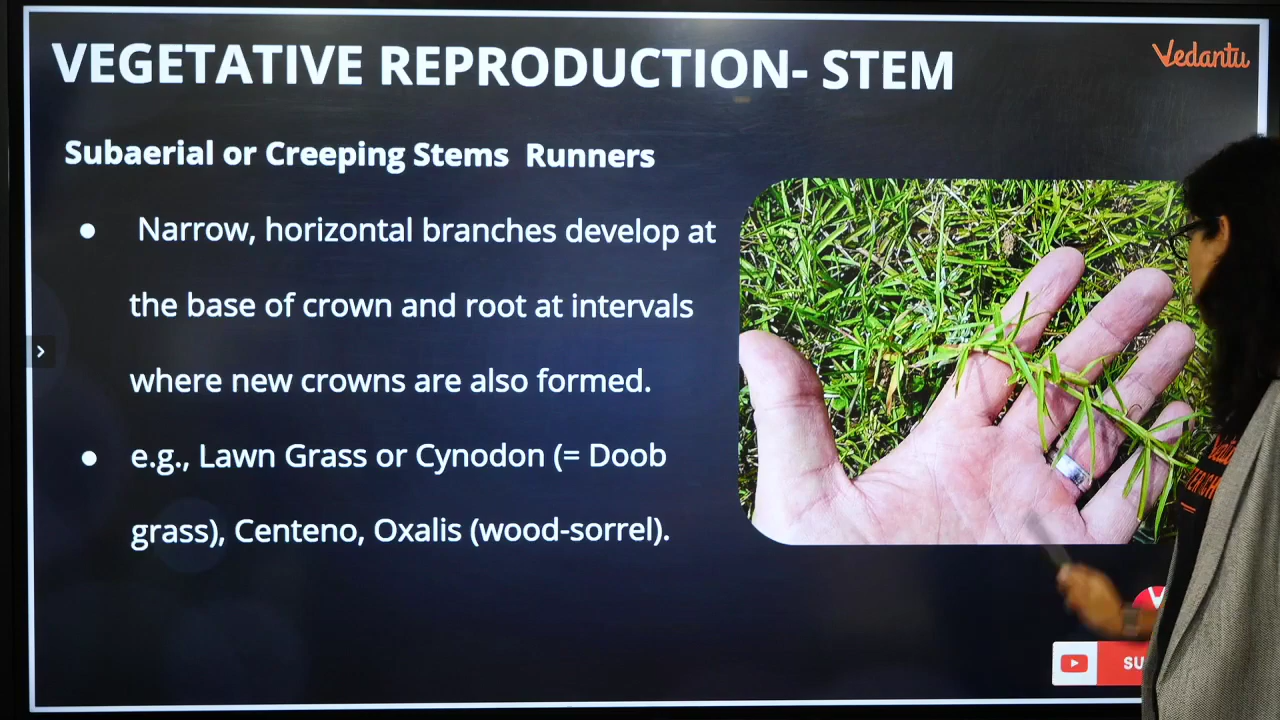 VEGETATIVE REPRODUCTION- STEM
Vedantu
Subaerial or Creeping Stems Runners
● Narrow, horizontal branches develop at
the base of crown and root at intervals
where new crowns are also formed.
● e.g., Lawn Grass or Cynodon (= Doob
grass), Centeno, Oxalis (wood-sorrel).
SU